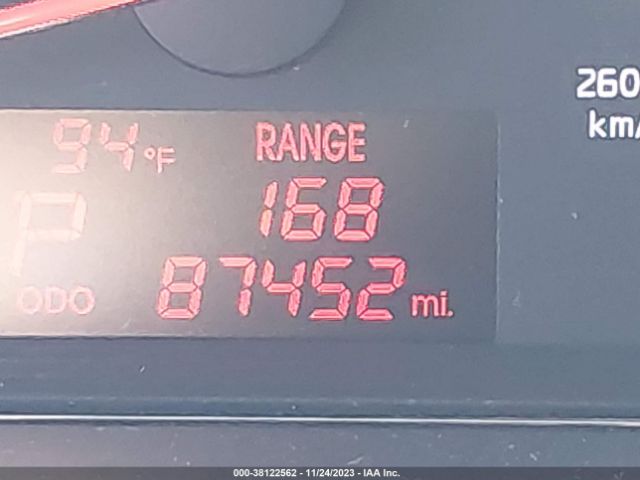 260
km/
94 °F RANGE
P 168
ODO 87452 mi.
000-38122562 - 11/24/2023 - IAA Inc.